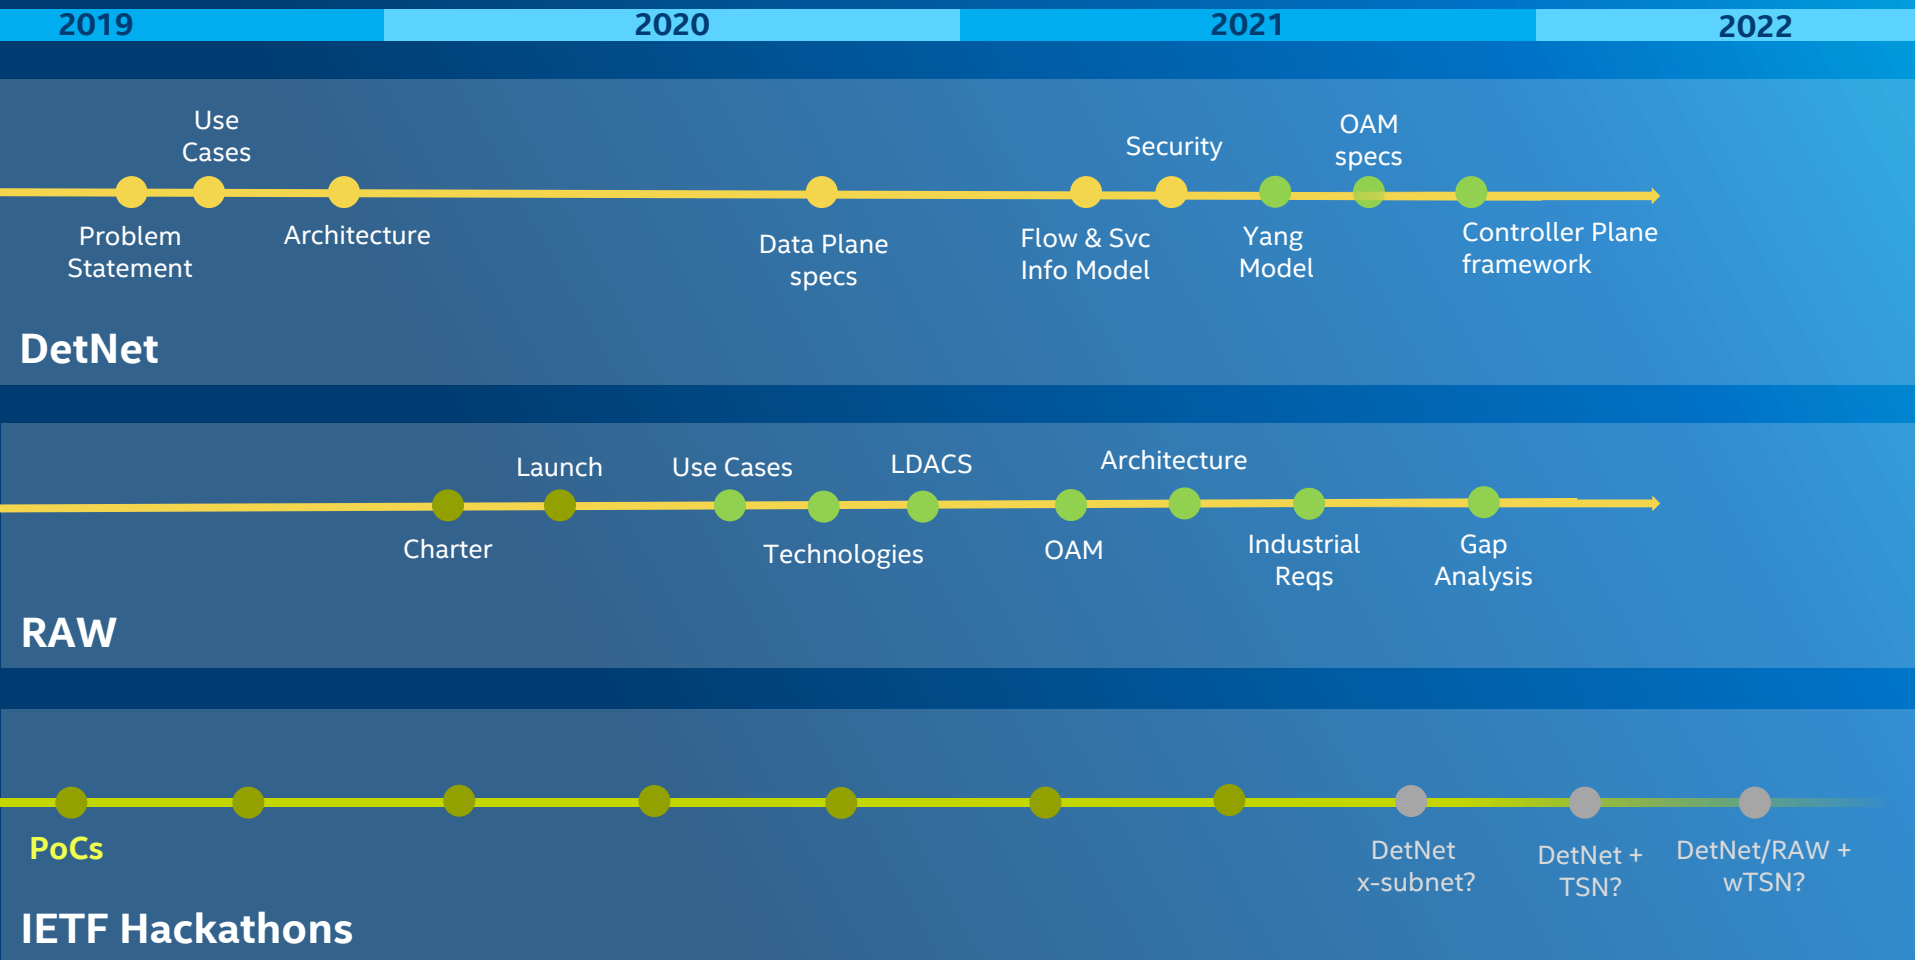 2019
2020
2021
2022
Use
Cases
Security
OAM
specs
Problem
Statement
Architecture
Data Plane
specs
Flow & Svc
Info Model
Yang
Model
Controller Plane
framework
DetNet
Launch
Use Cases
LDACS
Architecture
Charter
Technologies
OAM
Industrial
Reqs
Gap
Analysis
RAW
PoCs
DetNet
x-subnet?
DetNet +
TSN?
DetNet/RAW +
wTSN?
IETF Hackathons